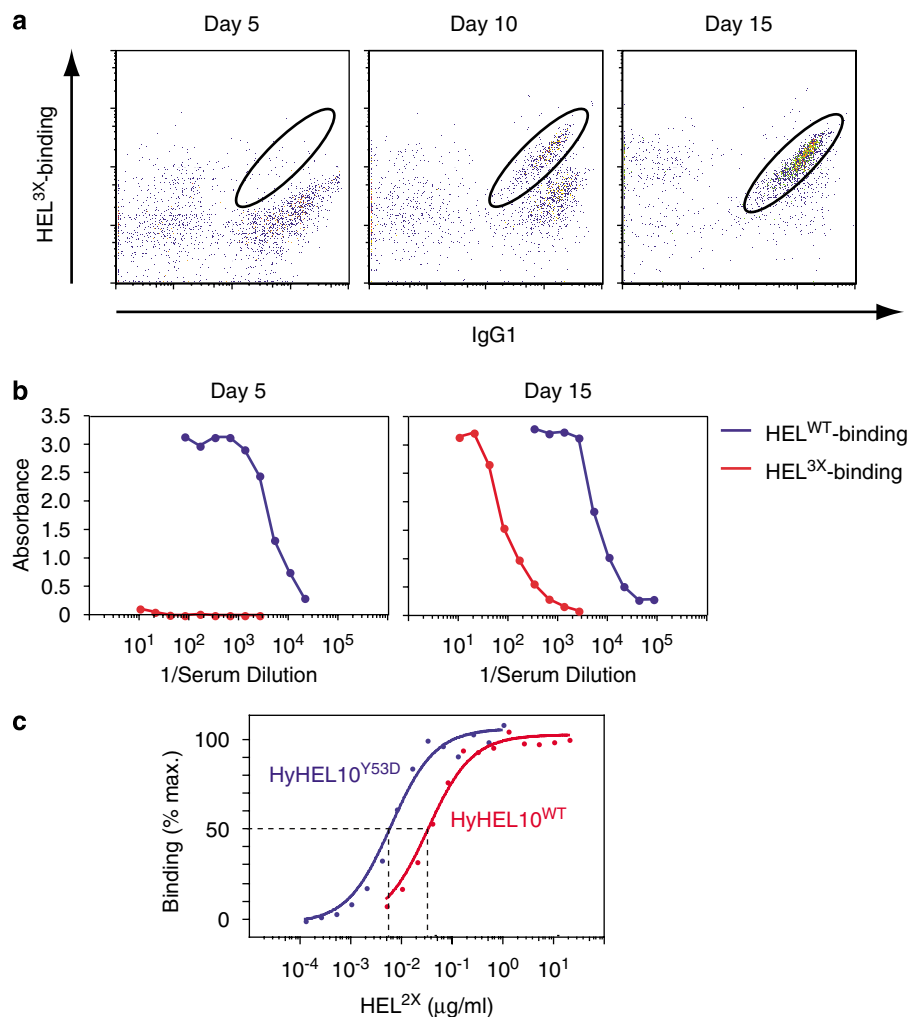 a
Day 5 Day 10 Day 15
HEL3X-binding
IgG1
b
Day 5 Day 15
3.5
3.0
2.5
2.0
1.5
1.0
0.5
0
Absorbance
HELWT-binding
HEL3X-binding
10¹ 10² 10³ 10⁴ 10⁵ 10¹ 10² 10³ 10⁴ 10⁵
1/Serum Dilution 1/Serum Dilution
c
100
50
0
Binding (% max.)
HyHEL10Y53D
HyHEL10WT
10⁻⁴ 10⁻³ 10⁻² 10⁻¹ 10⁰ 10¹
HEL2X (μg/ml)